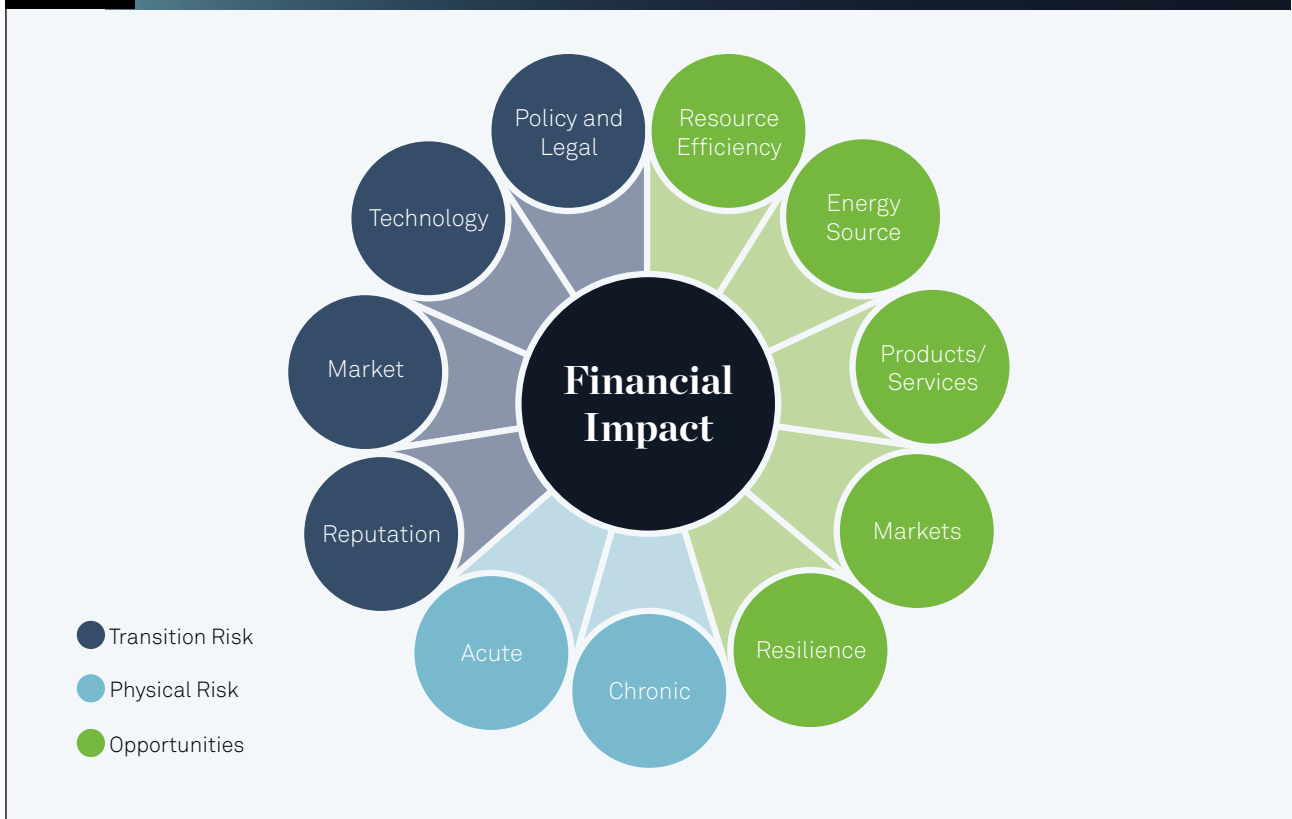 Policy and
Legal
Resource
Efficiency
Technology
Energy
Source
Market
Products/
Services
Financial
Impact
Reputation
Markets
Acute
Chronic
Resilience
Transition Risk
Physical Risk
Opportunities